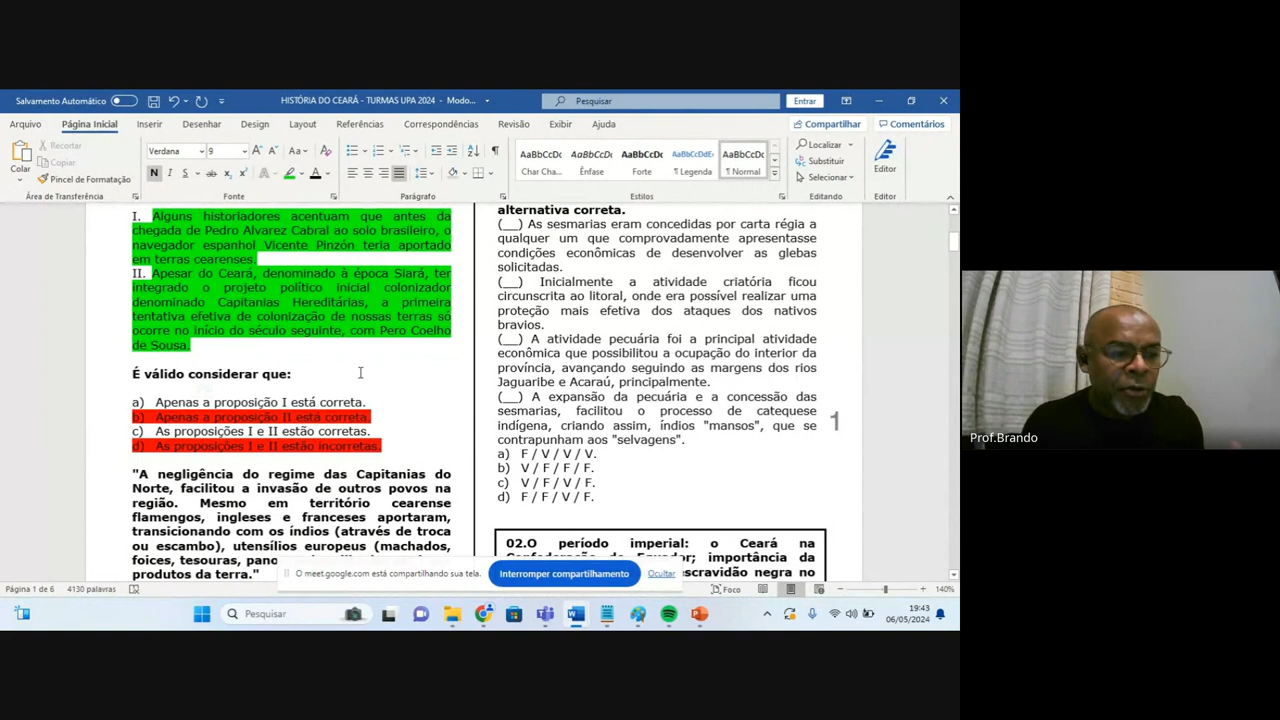 Salvamento Automático
HISTÓRIA DO CEARÁ - TURMAS UPA 2024 - Modo...
Pesquisar
Entrar
Arquivo
Página Inicial
Inserir
Desenhar
Design
Layout
Referências
Correspondências
Revisão
Exibir
Ajuda
Compartilhar
Comentários
Colar
Recortar
Copiar
Pincel de Formatação
Área de Transferência
Verdana
9
Fonte
Parágrafo
AaBbCcDc
AaBbCcDc
AaBbCcDc
AaBbCcDdE
AaBbCcDc
Char Cha...
Ênfase
Forte
¶ Legenda
¶ Normal
Estilos
Localizar
Substituir
Selecionar
Editando
Editor
Editor
I. Alguns historiadores acentuam que antes da
chegada de Pedro Alvarez Cabral ao solo brasileiro, o
navegador espanhol Vicente Pinzón teria aportado
em terras cearenses.
II. Apesar do Ceará, denominado à época Siará, ter
integrado o projeto político inicial colonizador
denominado Capitanias Hereditárias, a primeira
tentativa efetiva de colonização de nossas terras só
ocorre no início do século seguinte, com Pero Coelho
de Sousa.
É válido considerar que:
a) Apenas a proposição I está correta.
b) Apenas a proposição II está correta.
c) As proposições I e II estão corretas.
d) As proposições I e II estão incorretas.
"A negligência do regime das Capitanias do
Norte, facilitou a invasão de outros povos na
região. Mesmo em território cearense
flamengos, ingleses e franceses aportaram,
transicionando com os índios (através de troca
ou escambo), utensílios europeus (machados,
foices, tesouras,
produtos da terra."
alternativa correta.
(__) As sesmarias eram concedidas por carta régia a
qualquer um que comprovadamente apresentasse
condições econômicas de desenvolver as glebas
solicitadas.
(__) Inicialmente a atividade criatória ficou
circunscrita ao litoral, onde era possível realizar uma
proteção mais efetiva dos ataques dos nativos
bravios.
(__) A atividade pecuária foi a principal atividade
econômica que possibilitou a ocupação do interior da
província, avançando seguindo as margens dos rios
Jaguaribe e Acaraú, principalmente.
(__) A expansão da pecuária e a concessão das
sesmarias, facilitou o processo de catequese
indígena, criando assim, índios "mansos", que se
contrapunham aos "selvagens".
a) F / V / V / V.
b) V / F / F / F.
c) V / F / V / F.
d) F / F / V / F.
1
02.O período imperial: o Ceará na
importância da
escravidão negra no
O meet.google.com está compartilhando sua tela.
Interromper compartilhamento
Ocultar
Página 1 de 6
4130 palavras
Foco
140%
Pesquisar
19:43
06/05/2024
Prof.Brando